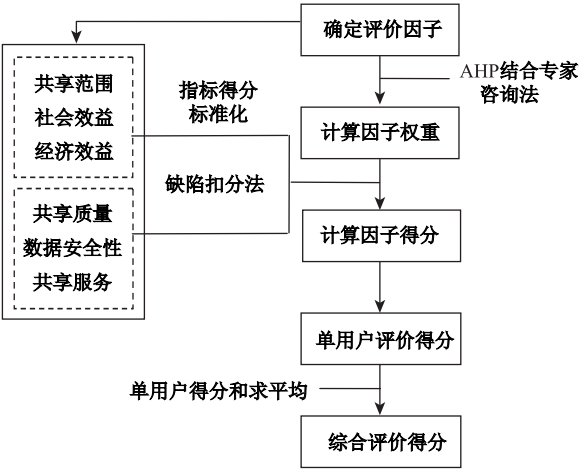 确定评价因子
AHP结合专家
咨询法
共享范围
社会效益
经济效益
指标得分
标准化
计算因子权重
缺陷扣分法
共享质量
数据安全性
共享服务
计算因子得分
单用户评价得分
单用户得分和求平均
综合评价得分